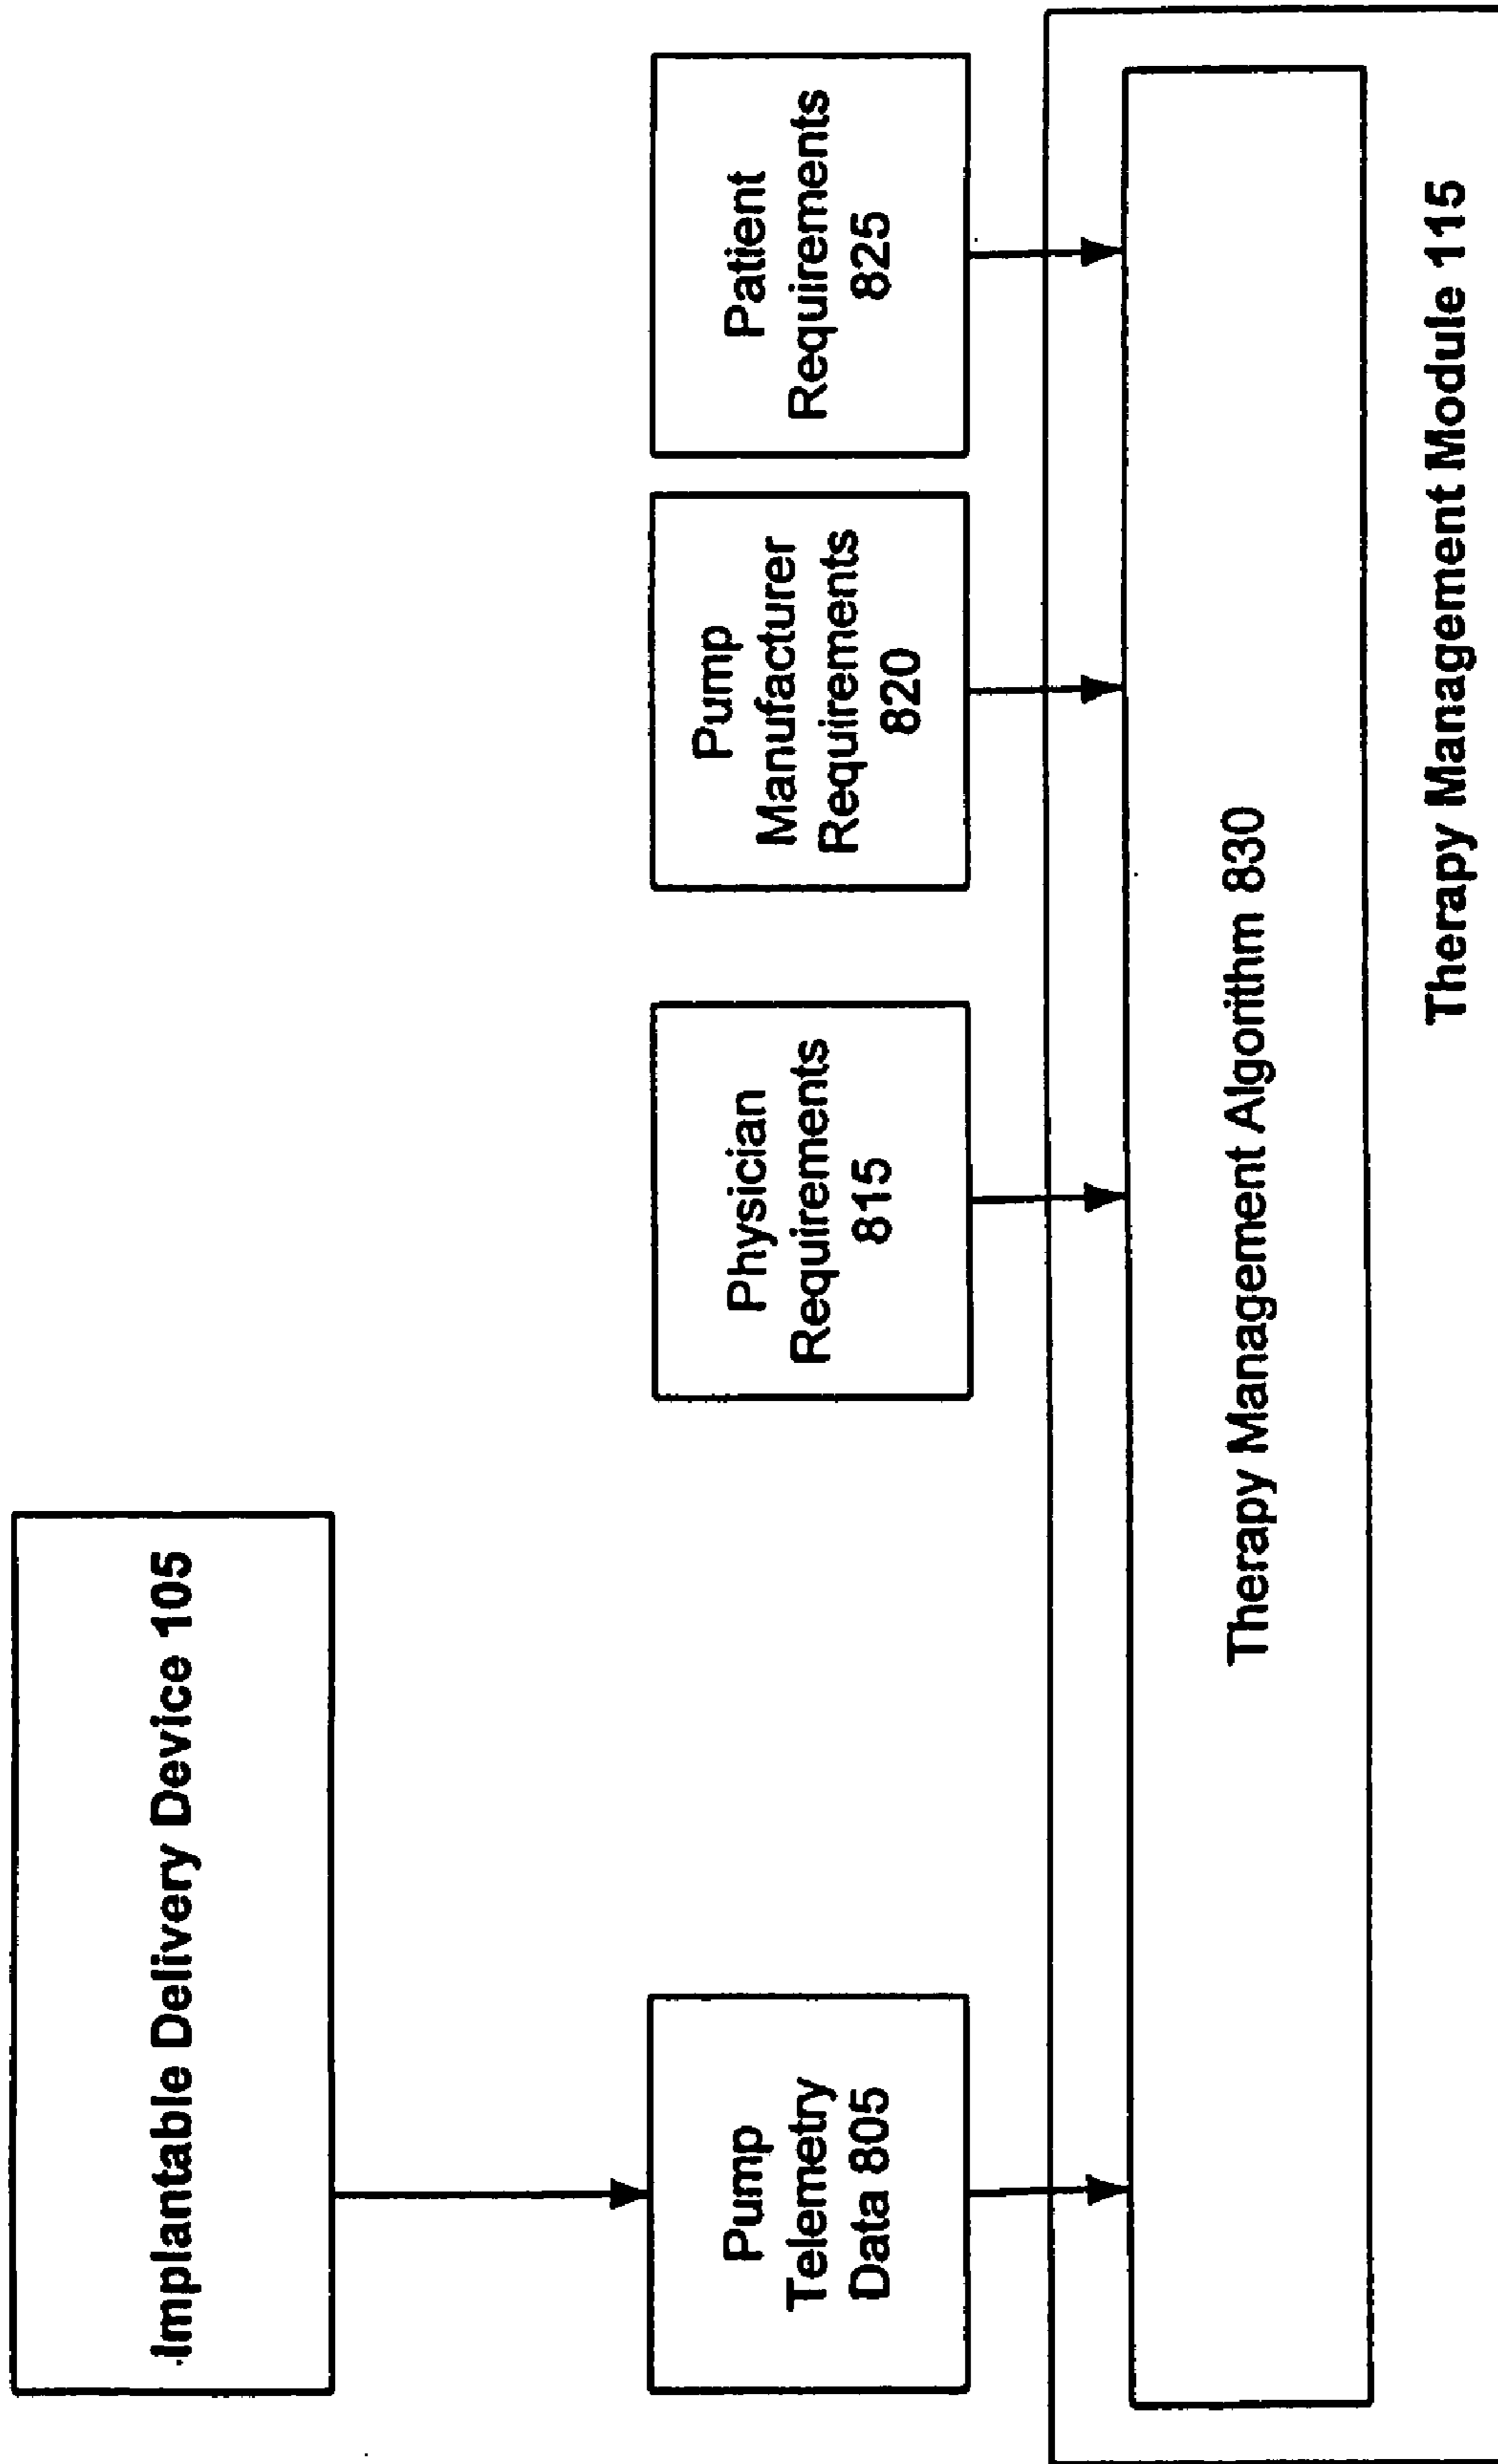 Implantable Delivery Device 105
Pump
Telemetry
Data 805
Physician
Requirements
815
Pump
Manufacturer
Requirements
820
Patient
Requirements
825
Therapy Management Algorithm 830
Therapy Management Module 115